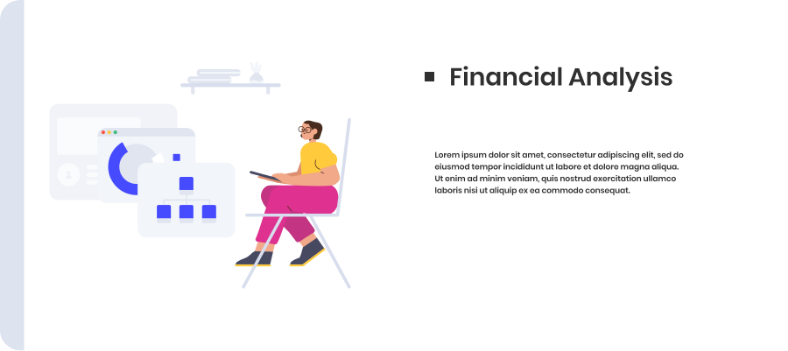 Financial Analysis
Lorem ipsum dolor sit amet, consectetur adipiscing elit, sed do
eiusmod tempor incididunt ut labore et dolore magna aliqua.
Ut enim ad minim veniam, quis nostrud exercitation ullamco
laboris nisi ut aliquip ex ea commodo consequat.